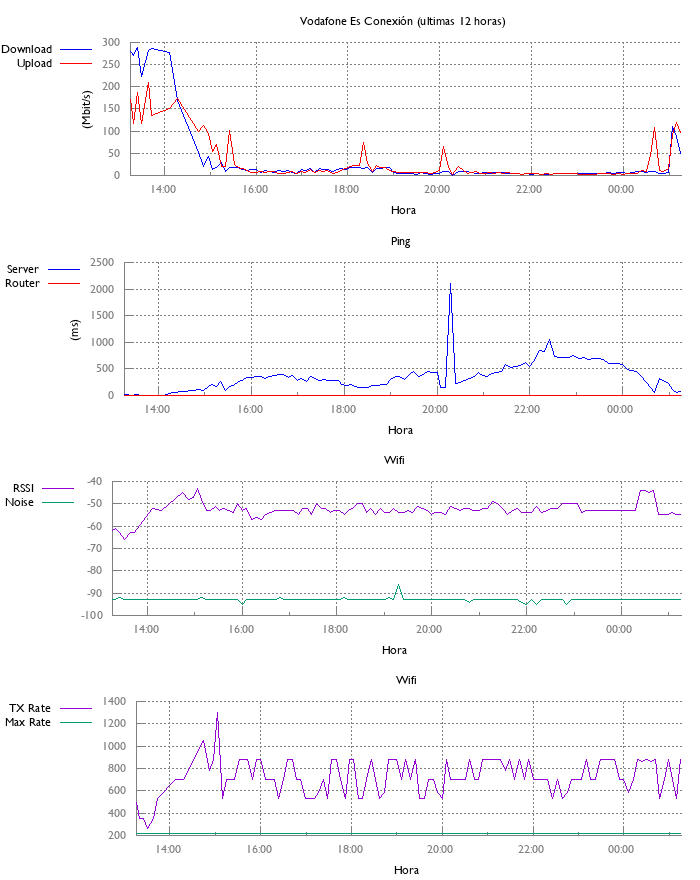 Vodafone Es Conexión (ultimas 12 horas)
Download
Upload
300
250
200
150
100
50
0
(Mbit/s)
14:00 16:00 18:00 20:00 22:00 00:00
Hora
Ping
Server
Router
2500
2000
1500
1000
500
0
(ms)
14:00 16:00 18:00 20:00 22:00 00:00
Hora
Wifi
RSSI
Noise
-40
-50
-60
-70
-80
-90
-100
14:00 16:00 18:00 20:00 22:00 00:00
Hora
Wifi
TX Rate
Max Rate
1400
1200
1000
800
600
400
200
14:00 16:00 18:00 20:00 22:00 00:00
Hora